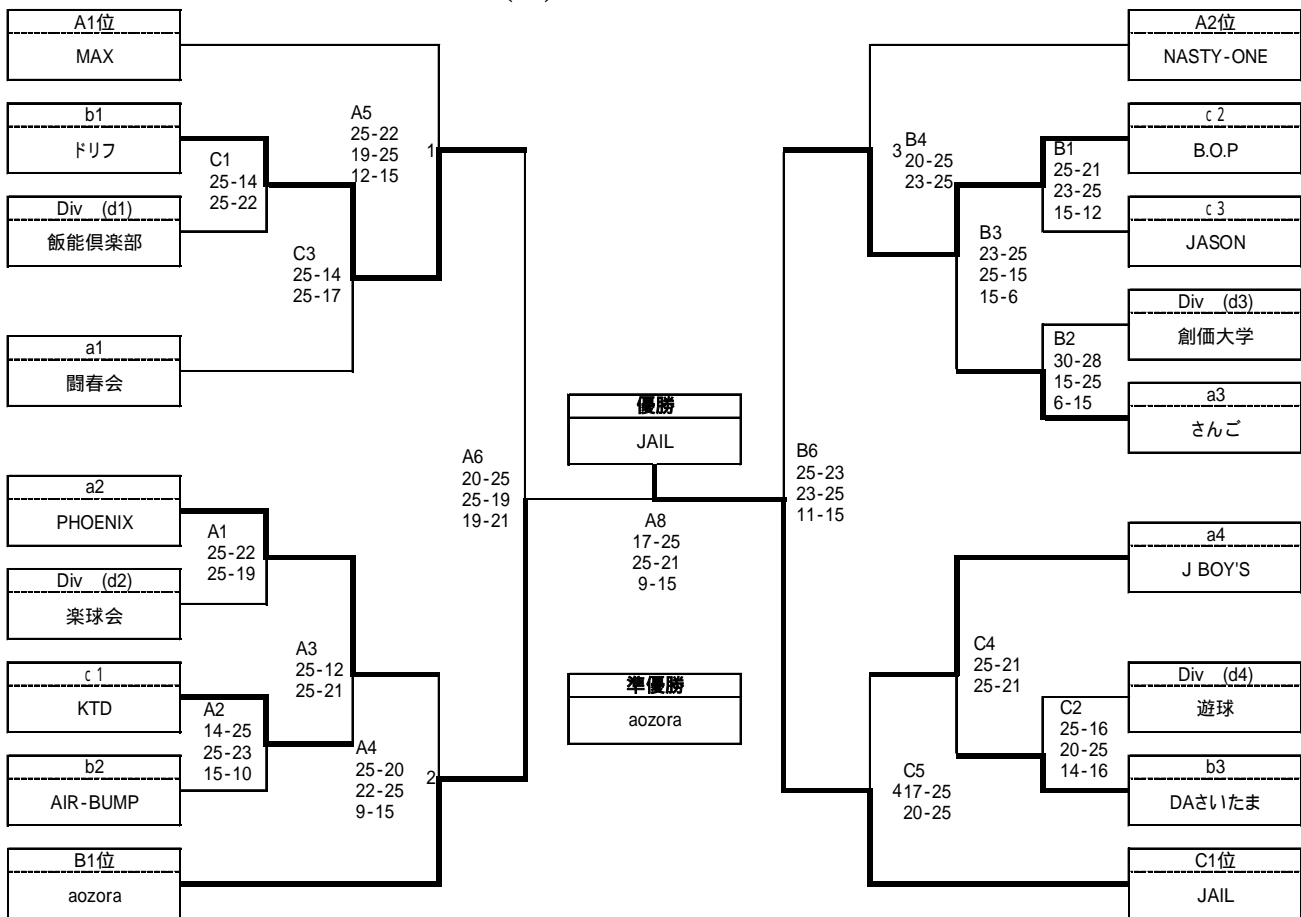 A1位
MAX
b1
ドリフ
Div (d1)
飯能倶楽部
a1
闘春会
a2
PHOENIX
Div (d2)
楽球会
c1
KTD
b2
AIR-BUMP
B1位
aozora
C1
25-14
25-22
C3
25-14
25-17
A5
25-22
19-25
12-15
1
A1
25-22
25-19
A2
14-25
25-23
15-10
A3
25-12
25-21
A4
25-20
22-25
9-15
2
A6
20-25
25-19
19-21
優勝
JAIL
A8
17-25
25-21
9-15
準優勝
aozora
B6
25-23
23-25
11-15
3
B4
20-25
23-25
B1
25-21
23-25
15-12
B3
23-25
25-15
15-6
B2
30-28
15-25
6-15
C4
25-21
25-21
C2
25-16
20-25
14-16
C5
417-25
20-25
A2位
NASTY-ONE
c2
B.O.P
c3
JASON
Div (d3)
創価大学
a3
さんご
a4
J BOY'S
Div (d4)
遊球
b3
DAさいたま
C1位
JAIL